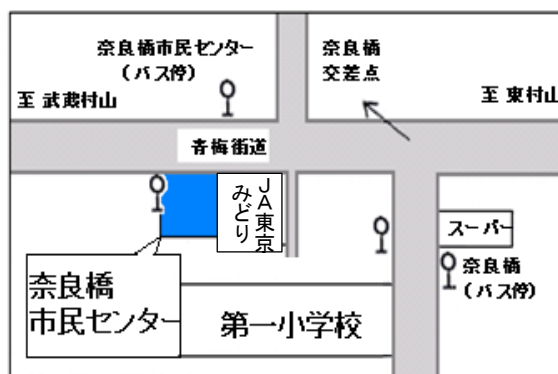 奈良橋市民センター
（バス停）
奈良橋
交差点
至 武蔵村山
至 東村山
青梅街道
ＪＡ東京
みどり
スーパー
奈良橋
市民センター
奈良橋
（バス停）
第一小学校